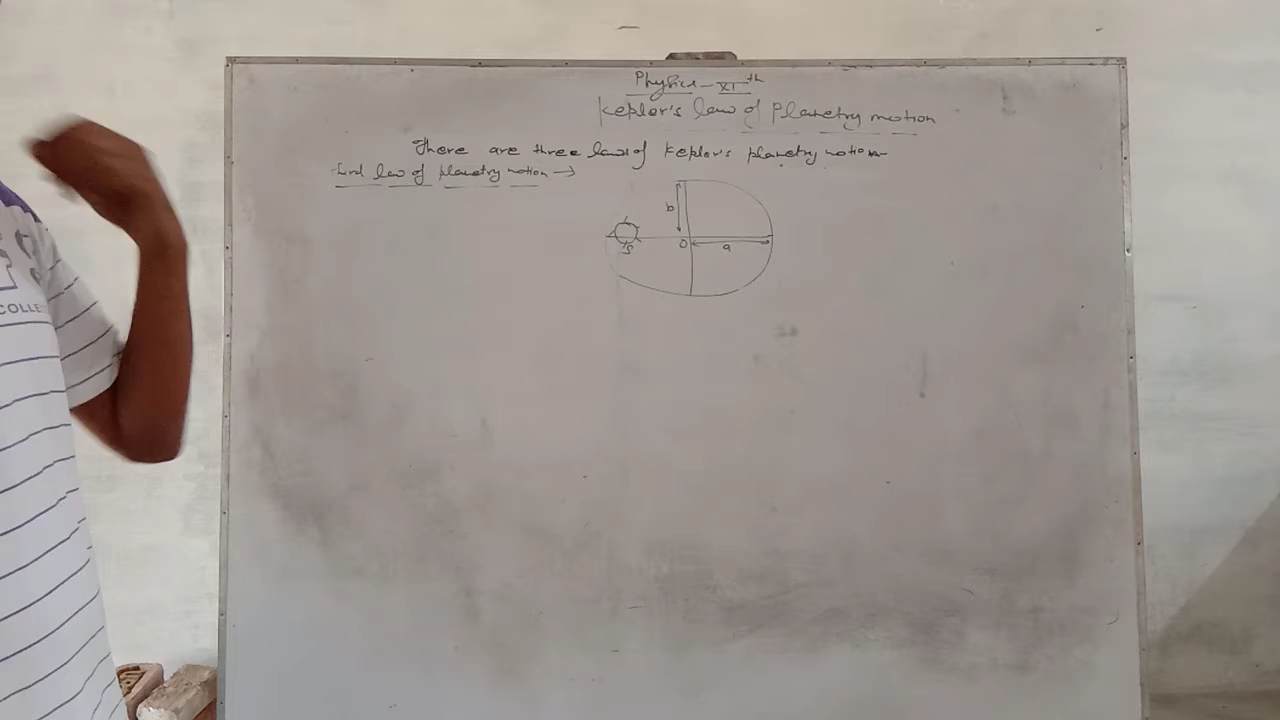 Physics - XIth
Kepler's law of Planetry motion
There are three laws of Kepler's planetry motion
law of planetry motion →
b
S
O
a
COLLE